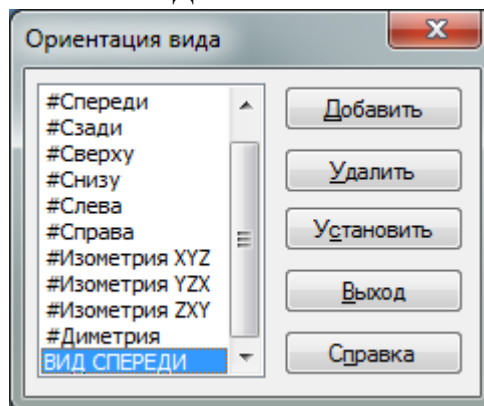 Ориентация вида
#Спереди
#Сзади
#Сверху
#Снизу
#Слева
#Справа
#Изометрия XYZ
#Изометрия YZX
#Изометрия ZXY
#Диметрия
ВИД СПЕРЕДИ
Добавить
Удалить
Установить
Выход
Справка